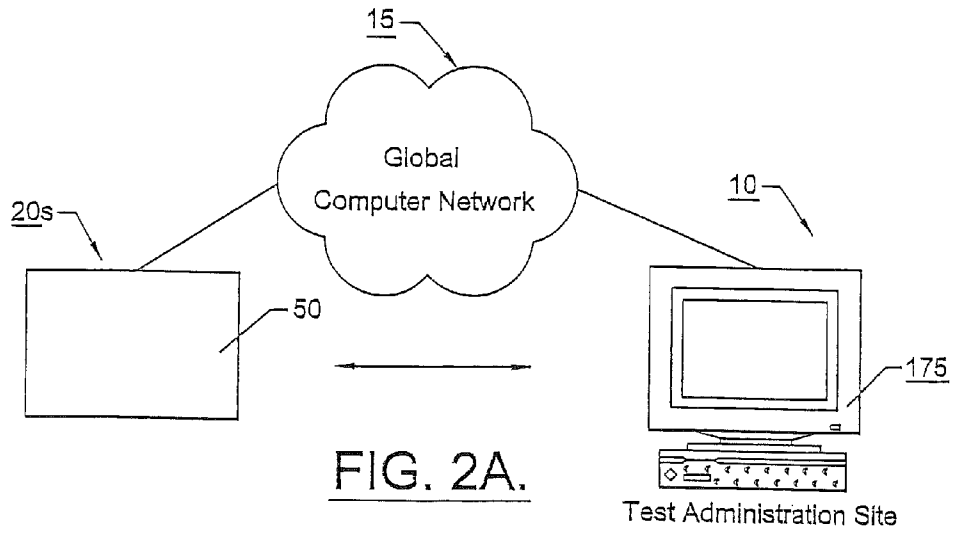 15
Global
Computer Network
10
20s
50
175
FIG. 2A.
Test Administration Site